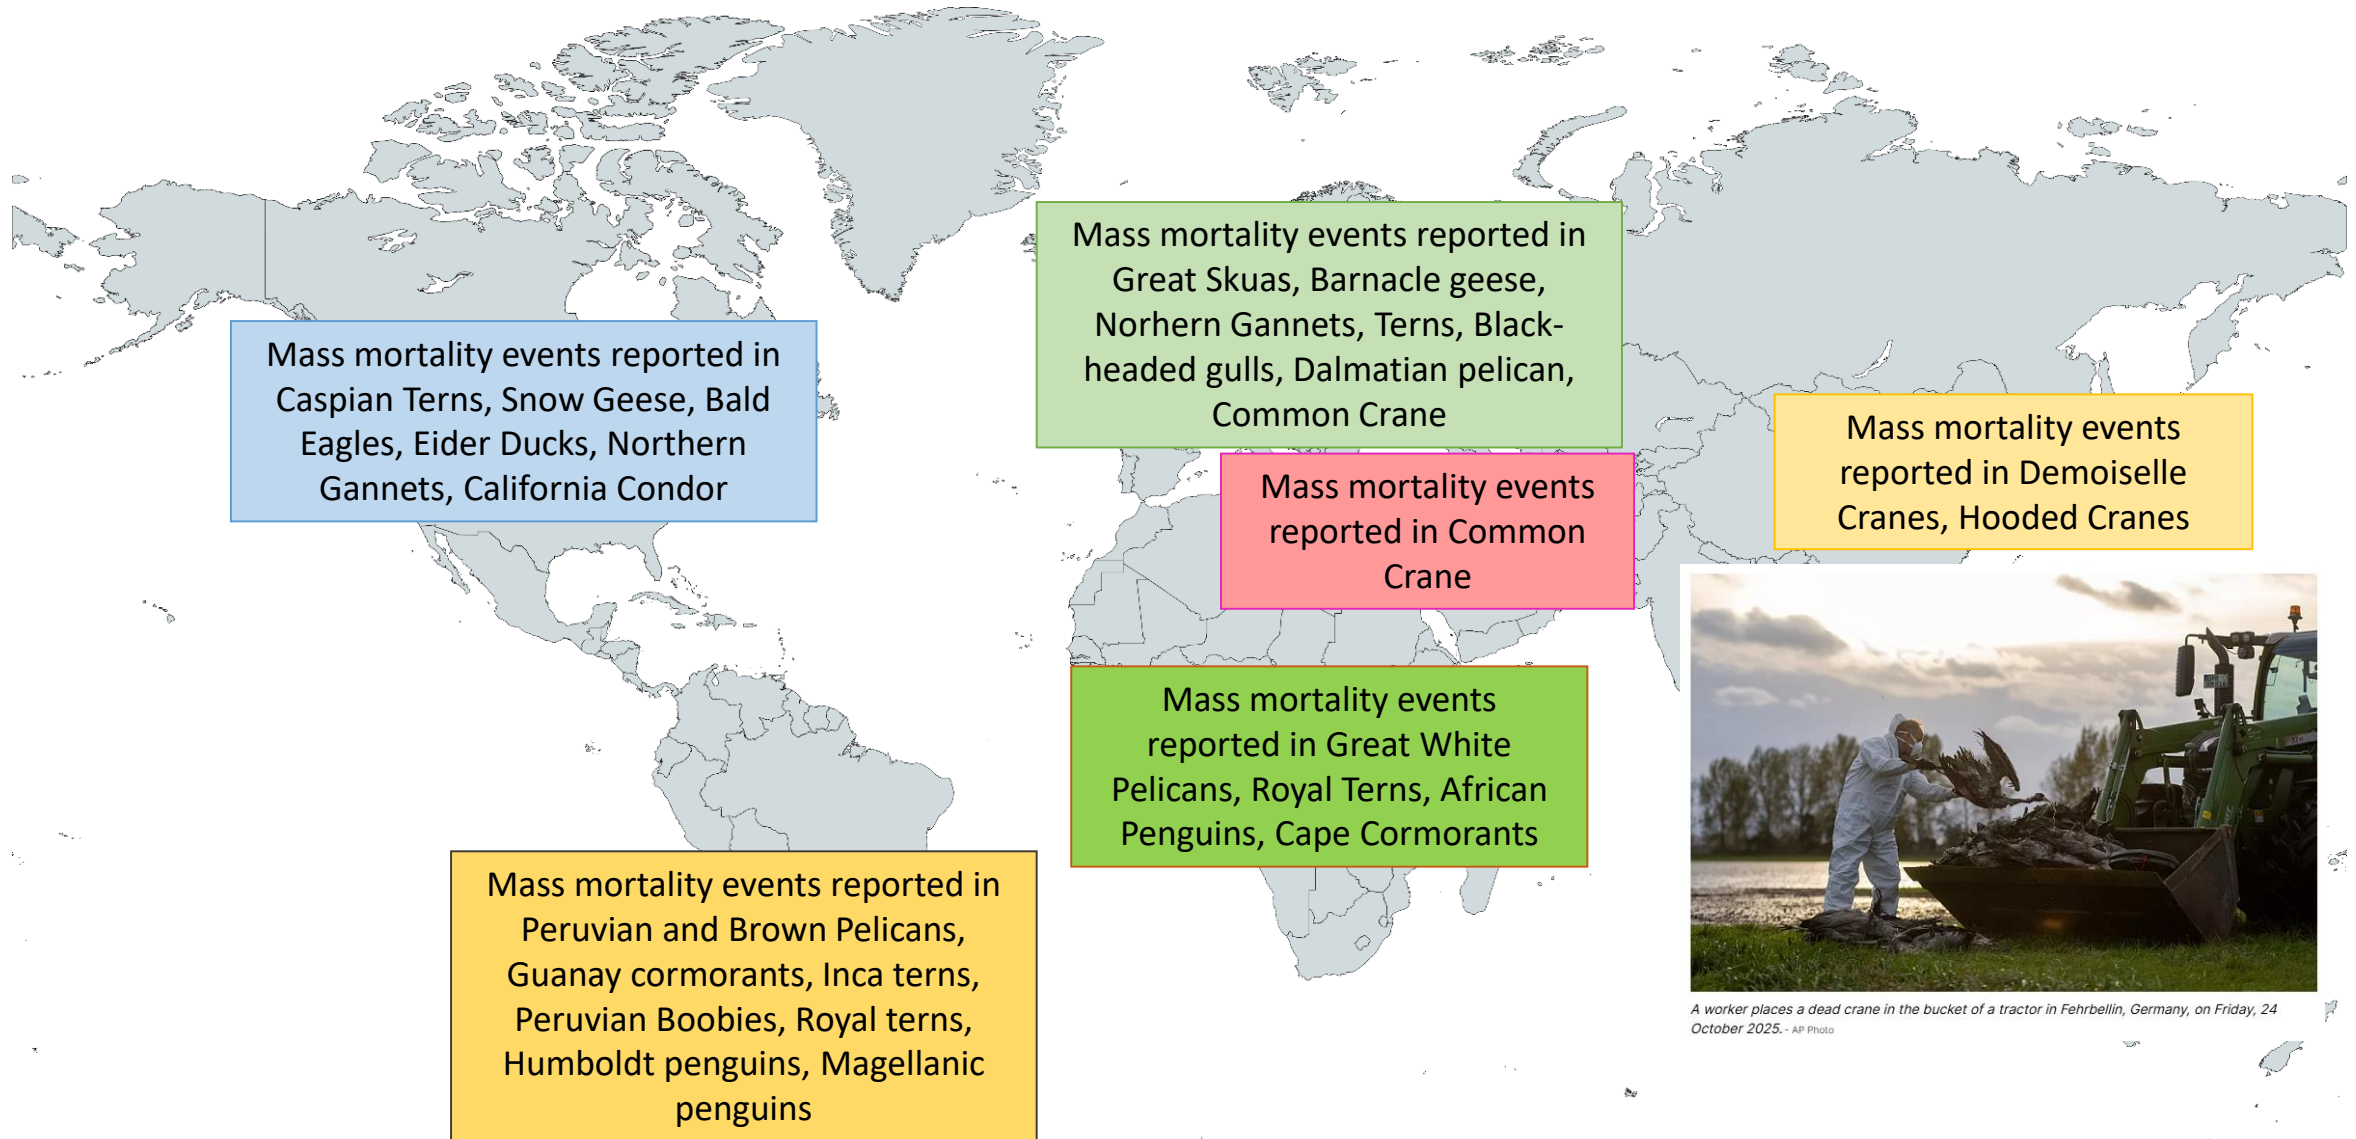 Mass mortality events reported in
Caspian Terns, Snow Geese, Bald
Eagles, Eider Ducks, Northern
Gannets, California Condor
Mass mortality events reported in
Great Skuas, Barnacle geese,
Norhern Gannets, Terns, Black-
headed gulls, Dalmatian pelican,
Common Crane
Mass mortality events
reported in Common
Crane
Mass mortality events
reported in Demoiselle
Cranes, Hooded Cranes
Mass mortality events
reported in Great White
Pelicans, Royal Terns, African
Penguins, Cape Cormorants
Mass mortality events reported in
Peruvian and Brown Pelicans,
Guanay cormorants, Inca terns,
Peruvian Boobies, Royal terns,
Humboldt penguins, Magellanic
penguins
A worker places a dead crane in the bucket of a tractor in Fehrbellin, Germany, on Friday, 24
October 2025. - AP Photo